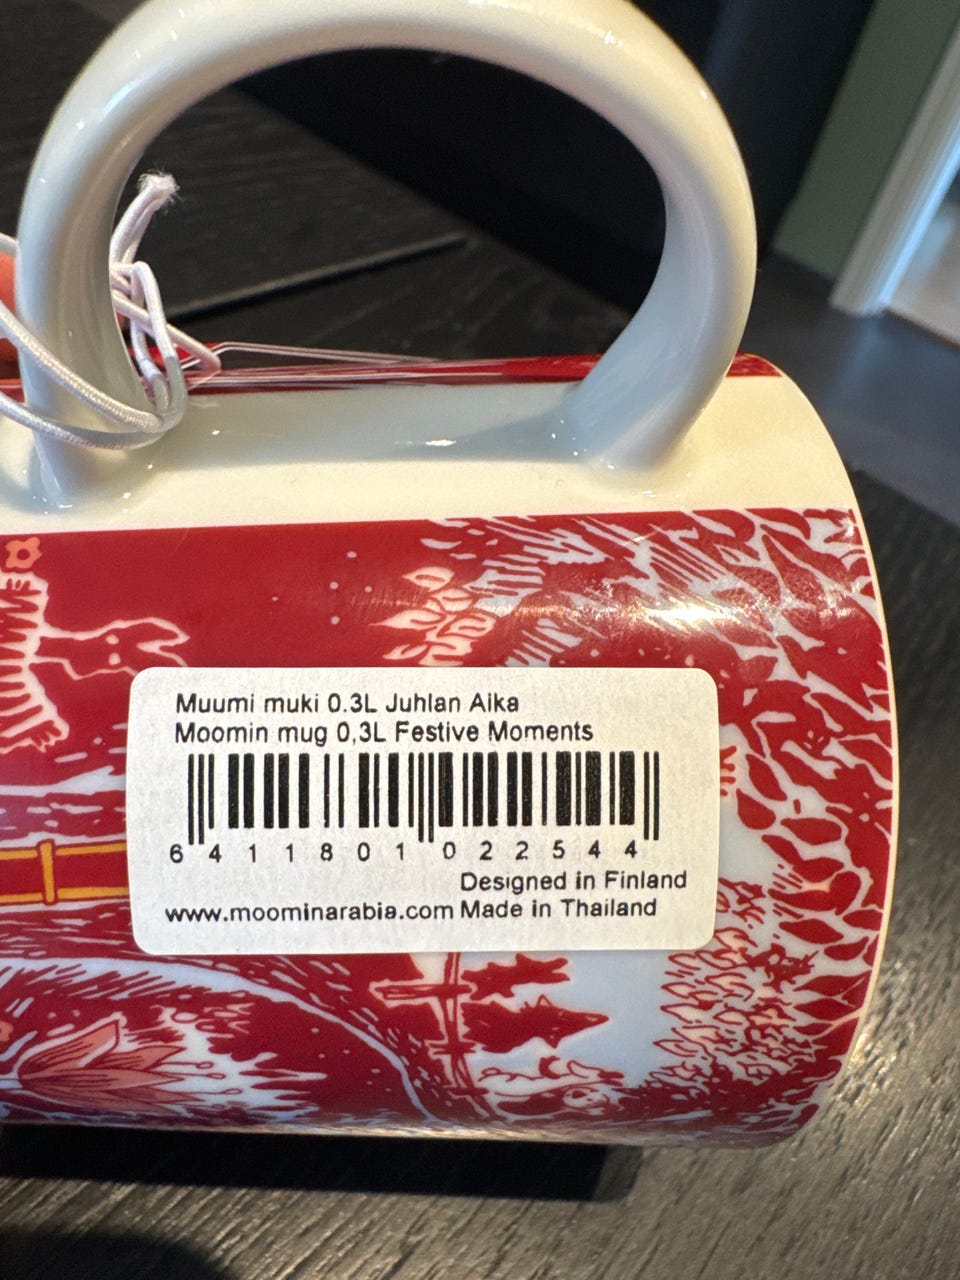 Muumi muki 0.3L Juhlan Aika
Moomin mug 0,3L Festive Moments
6 411801 022544
Designed in Finland
www.moominarabia.com Made in Thailand